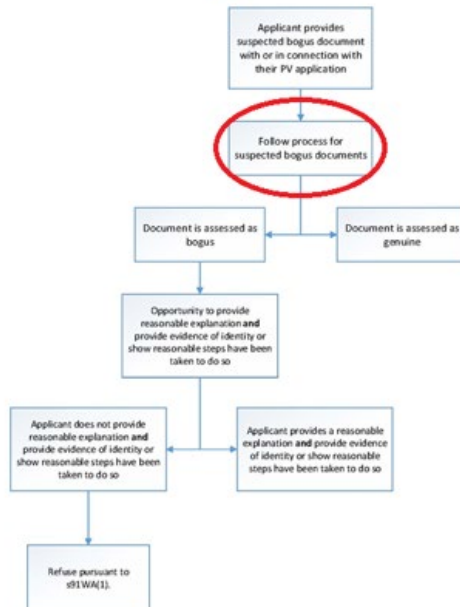 Applicant provides
suspected bogus document
with or in connection with
their PV application
Follow process for
suspected bogus documents
Document is assessed as
bogus
Document is assessed as
genuine
Opportunity to provide
reasonable explanation and
provide evidence of identity or
show reasonable steps have been
taken to do so
Applicant does not provide
reasonable explanation and
provide evidence of identity or
show reasonable steps have been
taken to do so
Applicant provides a reasonable
explanation and provide evidence
of identity or show reasonable
steps have been taken to do so
Refuse pursuant to
s91WA(1).